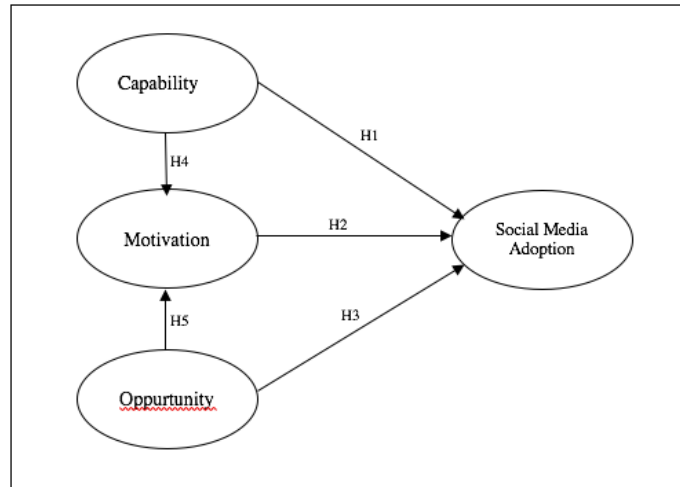 Capability
H1
H4
Motivation
H2
Social Media
Adoption
H3
H5
Oppurtunity